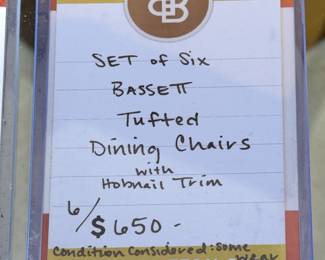 SET of Six
BASSETT
Tufted
Dining Chairs
with
Hobnail Trim
6/$650-
Condition Considered: Some
wear